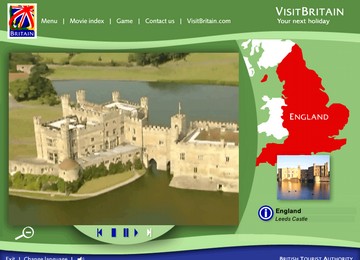 VISITBRITAIN
Your next holiday
BRITAIN
Menu | Movie index | Game | Contact us | VisitBritain.com
ENGLAND
England
Leeds Castle
Exit | Change language |
BRITISH TOURIST AUTHORITY